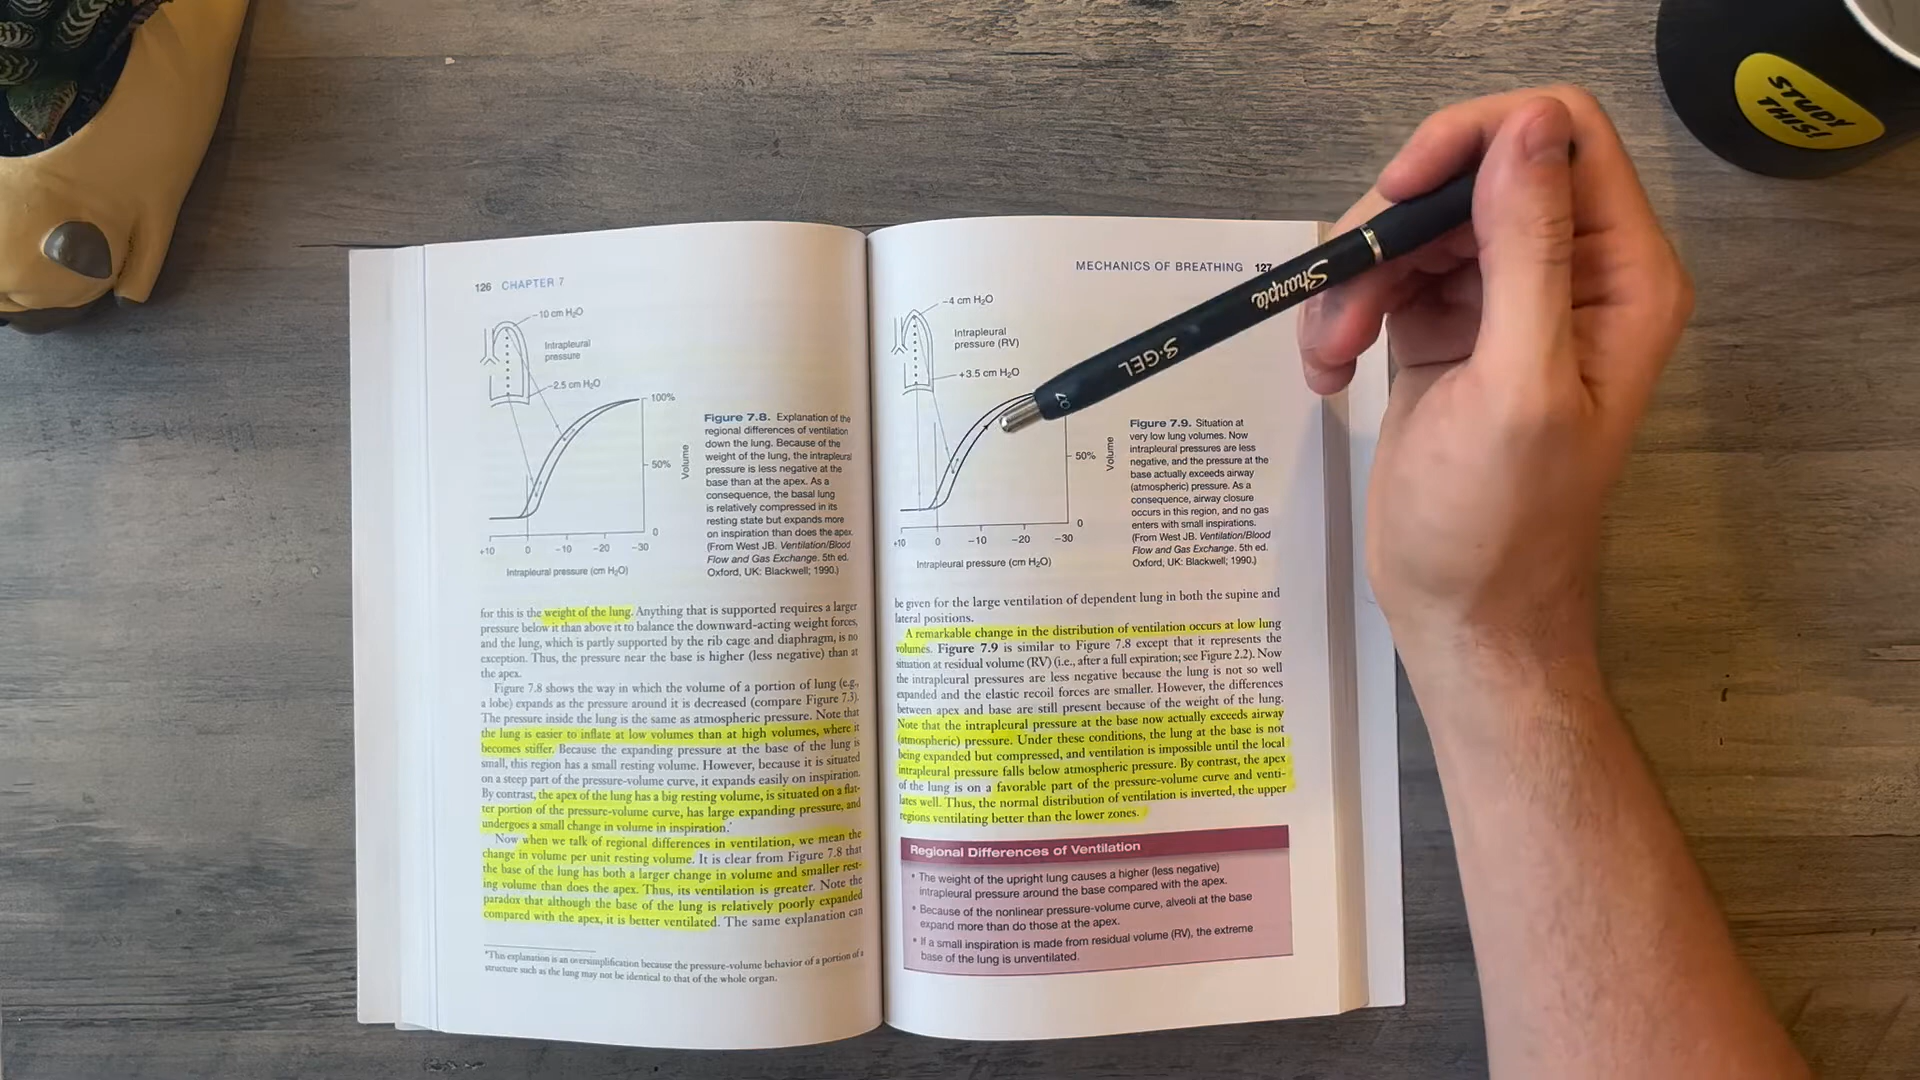 STUDY
THIS!
Sharpie
S·GEL
0.7
126 CHAPTER 7
−10 cm H₂O
Intrapleural
pressure
−2.5 cm H₂O
100%
50%
0
Volume
+10 0 −10 −20 −30
Intrapleural pressure (cm H₂O)
Figure 7.8. Explanation of the
regional differences of ventilation
down the lung. Because of the
weight of the lung, the intrapleural
pressure is less negative at the
base than at the apex. As a
consequence, the basal lung
is relatively compressed in its
resting state but expands more
on inspiration than does the apex.
(From West JB. Ventilation/Blood
Flow and Gas Exchange. 5th ed.
Oxford, UK: Blackwell; 1990.)
for this is the weight of the lung. Anything that is supported requires a larger
pressure below it than above it to balance the downward-acting weight forces,
and the lung, which is partly supported by the rib cage and diaphragm, is no
exception. Thus, the pressure near the base is higher (less negative) than at
the apex.
Figure 7.8 shows the way in which the volume of a portion of lung (e.g.,
a lobe) expands as the pressure around it is decreased (compare Figure 7.3).
The pressure inside the lung is the same as atmospheric pressure. Note that
the lung is easier to inflate at low volumes than at high volumes, where it
becomes stiffer. Because the expanding pressure at the base of the lung is
small, this region has a small resting volume. However, because it is situated
on a steep part of the pressure-volume curve, it expands easily on inspiration.
By contrast, the apex of the lung has a big resting volume, is situated on a flat-
ter portion of the pressure-volume curve, has large expanding pressure, and
undergoes a small change in volume in inspiration.*
Now when we talk of regional differences in ventilation, we mean the
change in volume per unit resting volume. It is clear from Figure 7.8 that
the base of the lung has both a larger change in volume and smaller rest-
ing volume than does the apex. Thus, its ventilation is greater. Note the
paradox that although the base of the lung is relatively poorly expanded
compared with the apex, it is better ventilated. The same explanation can
*This explanation is an oversimplification because the pressure-volume behavior of a portion of a
structure such as the lung may not be identical to that of the whole organ.
MECHANICS OF BREATHING 127
−4 cm H₂O
Intrapleural
pressure (RV)
+3.5 cm H₂O
50%
0
Volume
+10 0 −10 −20 −30
Intrapleural pressure (cm H₂O)
Figure 7.9. Situation at
very low lung volumes. Now
intrapleural pressures are less
negative, and the pressure at the
base actually exceeds airway
(atmospheric) pressure. As a
consequence, airway closure
occurs in this region, and no gas
enters with small inspirations.
(From West JB. Ventilation/Blood
Flow and Gas Exchange. 5th ed.
Oxford, UK: Blackwell; 1990.)
be given for the large ventilation of dependent lung in both the supine and
lateral positions.
A remarkable change in the distribution of ventilation occurs at low lung
volumes. Figure 7.9 is similar to Figure 7.8 except that it represents the
situation at residual volume (RV) (i.e., after a full expiration; see Figure 2.2). Now
the intrapleural pressures are less negative because the lung is not so well
expanded and the elastic recoil forces are smaller. However, the differences
between apex and base are still present because of the weight of the lung.
Note that the intrapleural pressure at the base now actually exceeds airway
(atmospheric) pressure. Under these conditions, the lung at the base is not
being expanded but compressed, and ventilation is impossible until the local
intrapleural pressure falls below atmospheric pressure. By contrast, the apex
of the lung is on a favorable part of the pressure-volume curve and venti-
lates well. Thus, the normal distribution of ventilation is inverted, the upper
regions ventilating better than the lower zones.
Regional Differences of Ventilation
• The weight of the upright lung causes a higher (less negative)
intrapleural pressure around the base compared with the apex.
• Because of the nonlinear pressure-volume curve, alveoli at the base
expand more than do those at the apex.
• If a small inspiration is made from residual volume (RV), the extreme
base of the lung is unventilated.